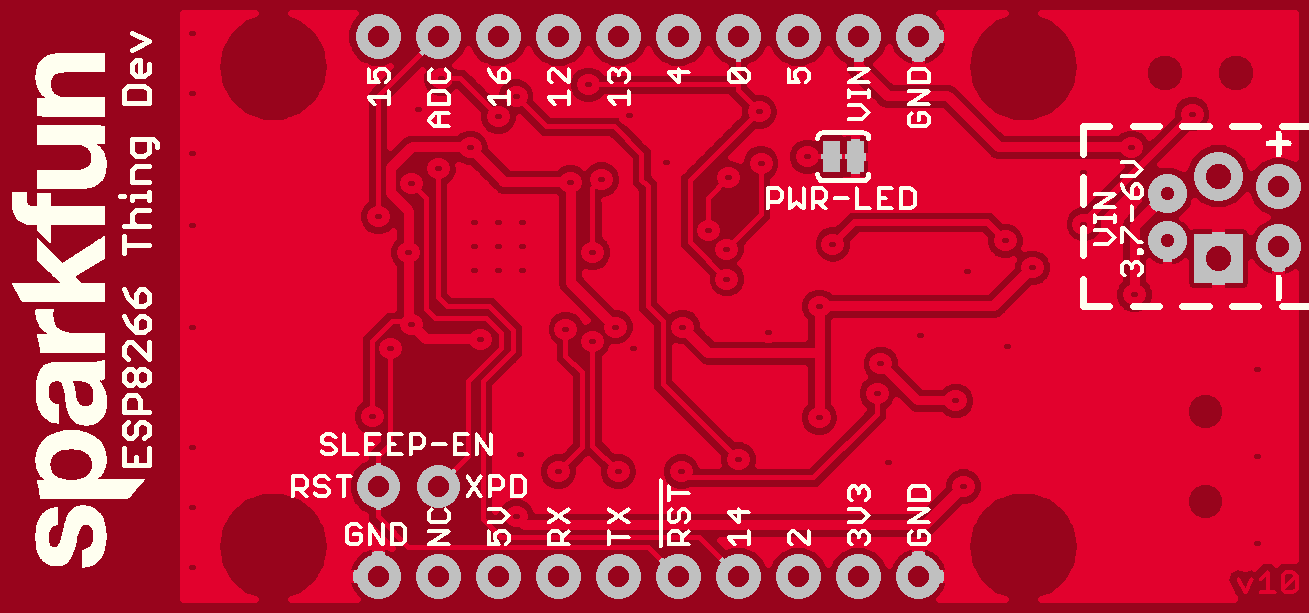 sparkfun
ESP8266 Thing Dev
15
ADC
16
12
13
4
0
5
VIN
GND
PWR-LED
VIN
3.7-6V
+
-
SLEEP-EN
RST
XPD
GND
NC
5V
RX
TX
RST
14
2
3V3
GND
v10